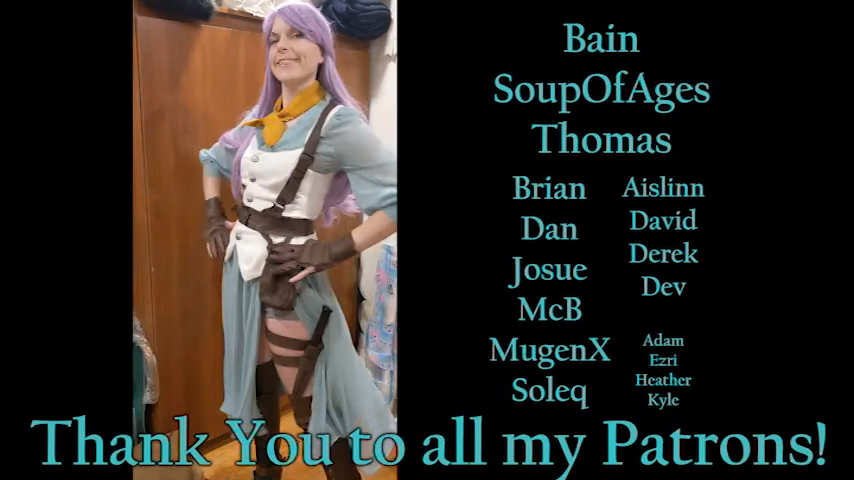 Bain
SoupOfAges
Thomas
Brian
Dan
Josue
McB
MugenX
Soleq
Aislinn
David
Derek
Dev
Adam
Ezri
Heather
Kyle
Thank You to all my Patrons!